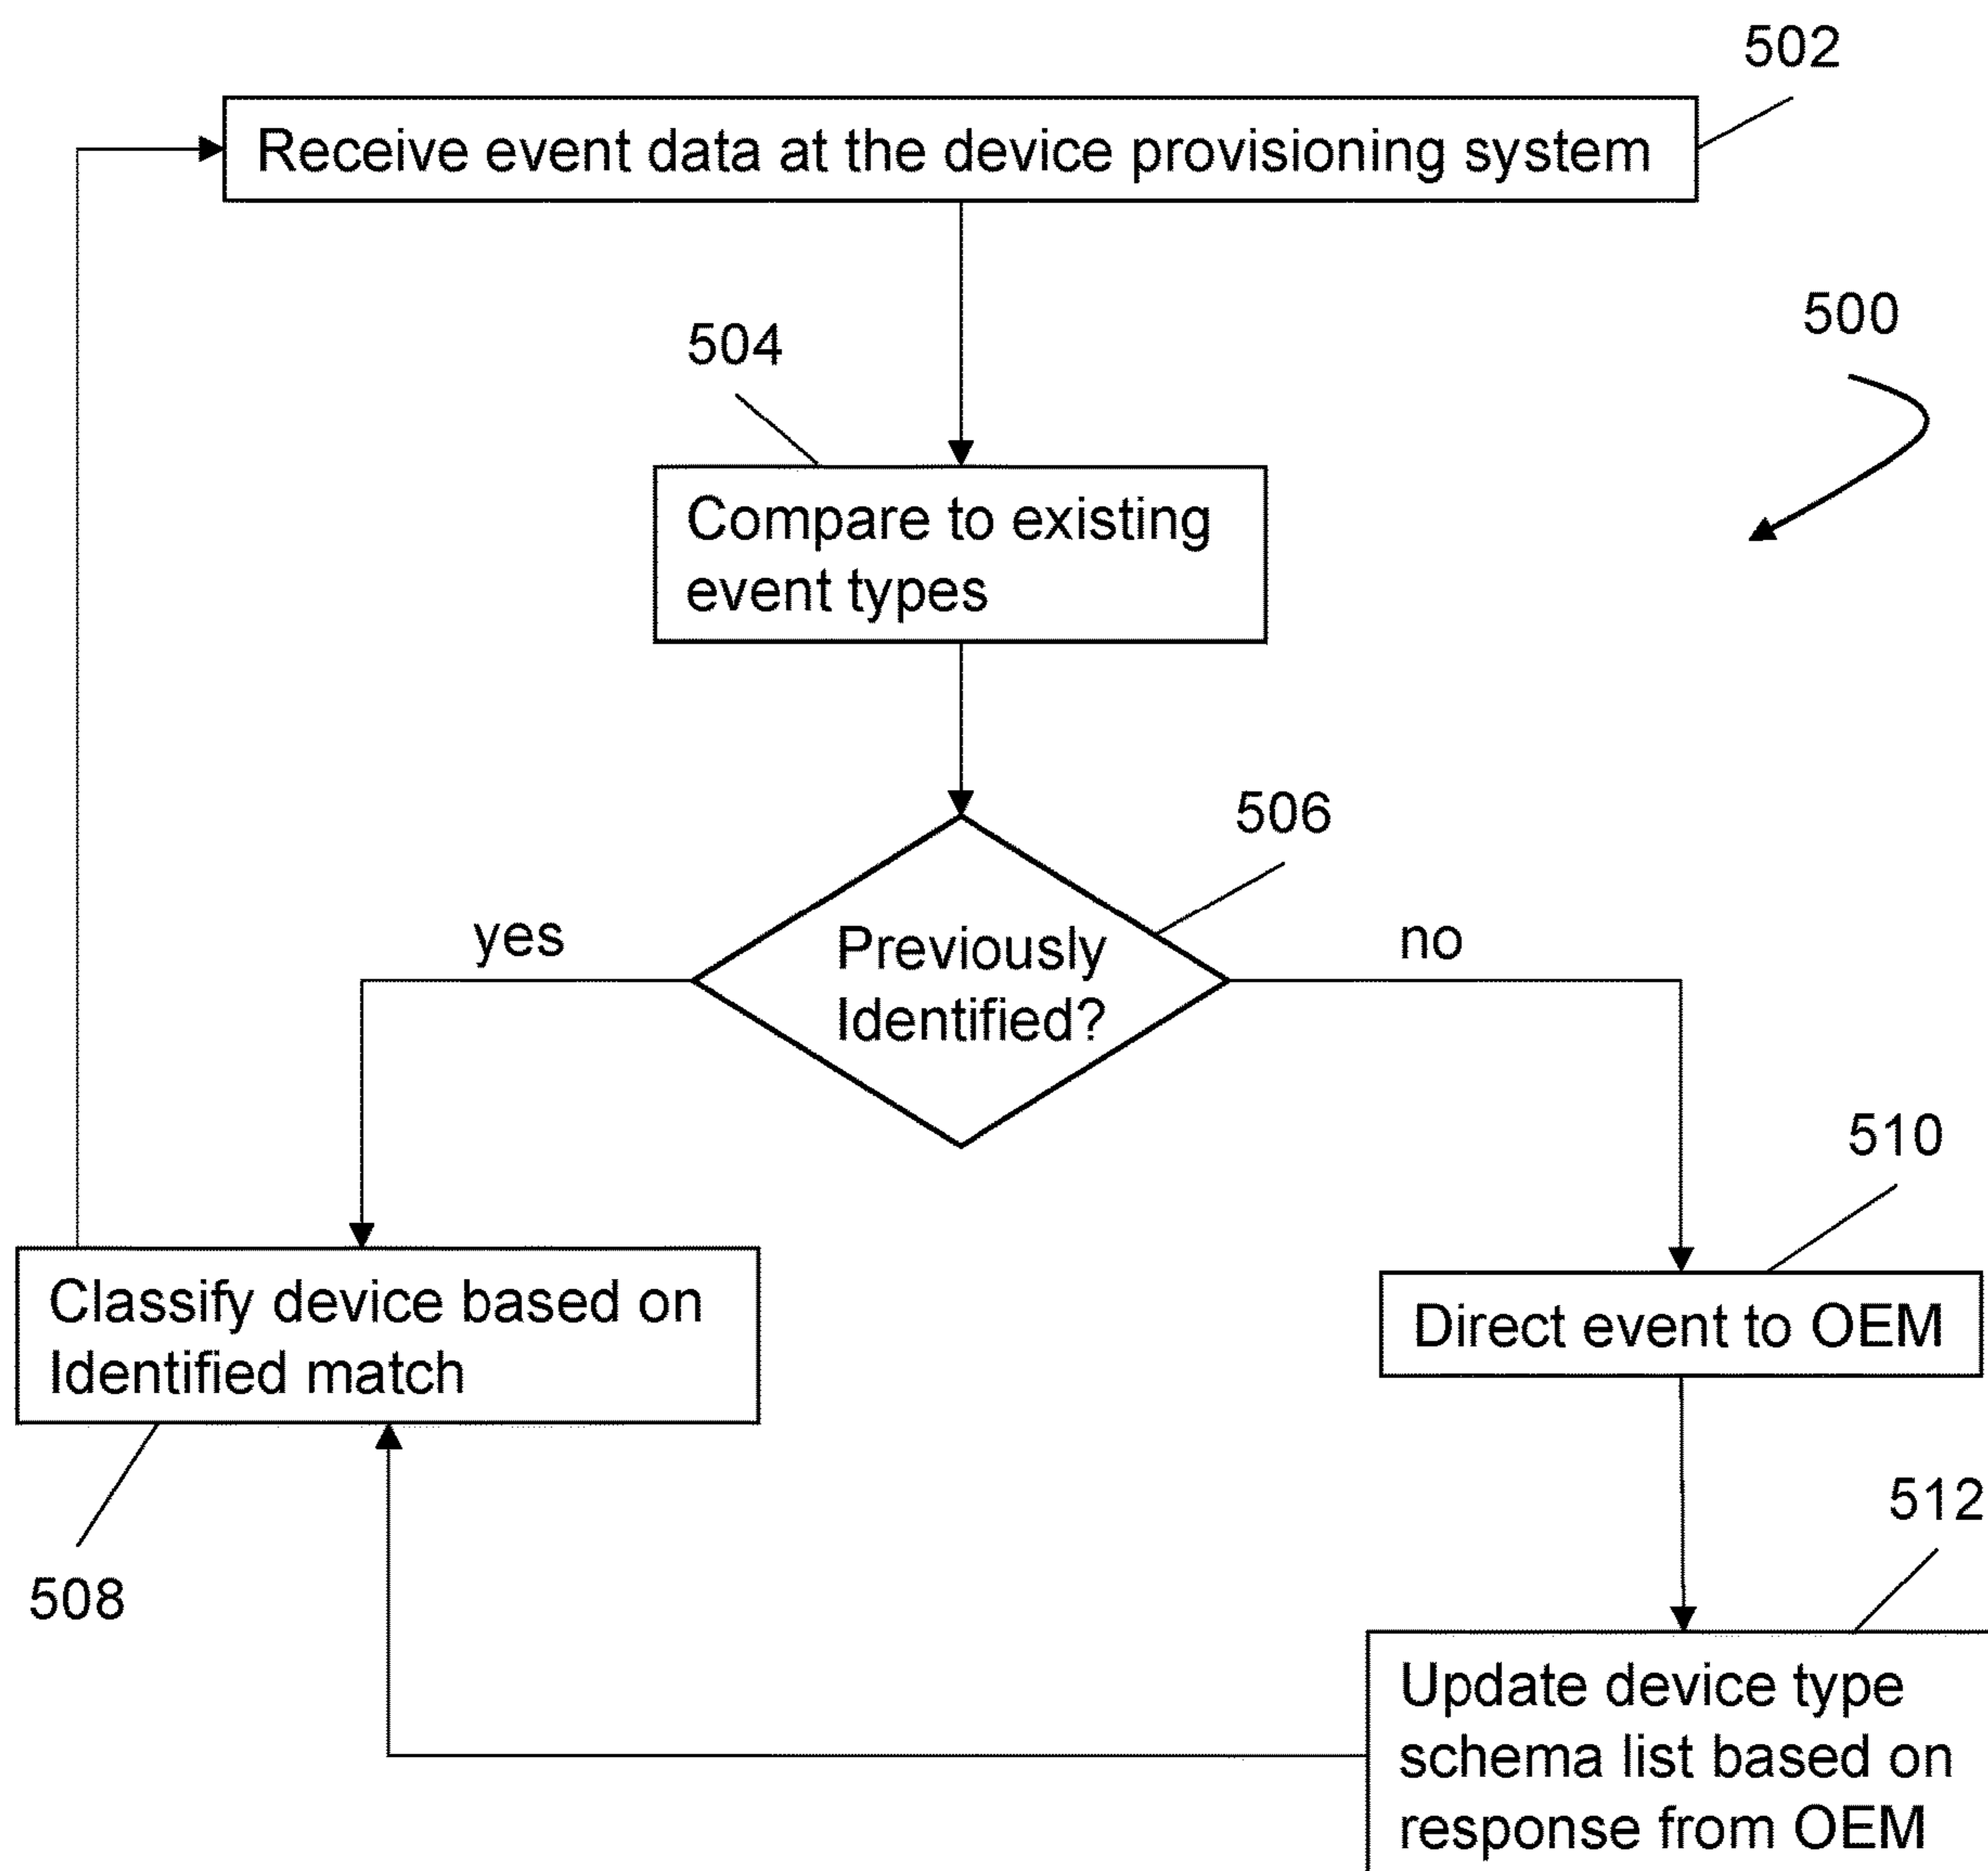 502
Receive event data at the device provisioning system
500
504
Compare to existing
event types
506
yes
Previously
Identified?
no
510
Classify device based on
Identified match
Direct event to OEM
512
508
Update device type
schema list based on
response from OEM